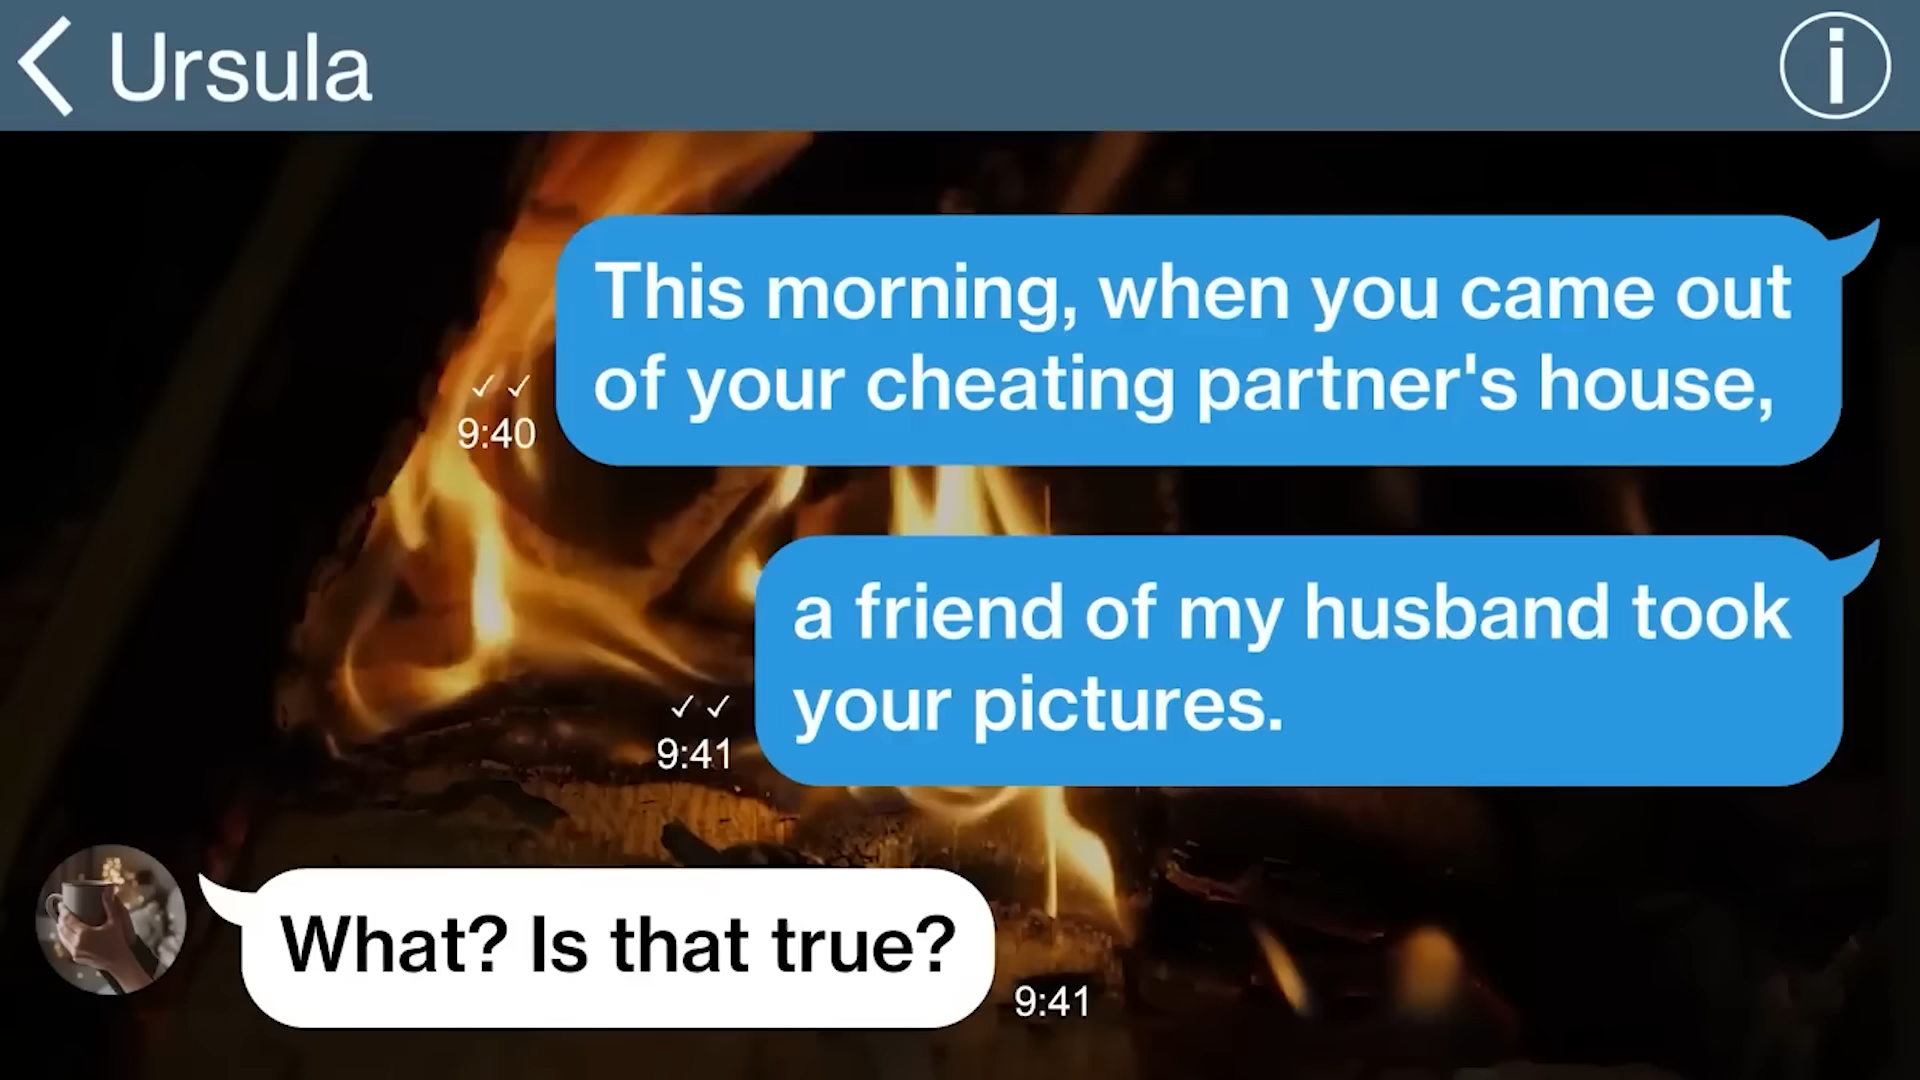 Ursula
i
This morning, when you came out
of your cheating partner's house,
✓✓
9:40
a friend of my husband took
your pictures.
✓✓
9:41
What? Is that true?
9:41